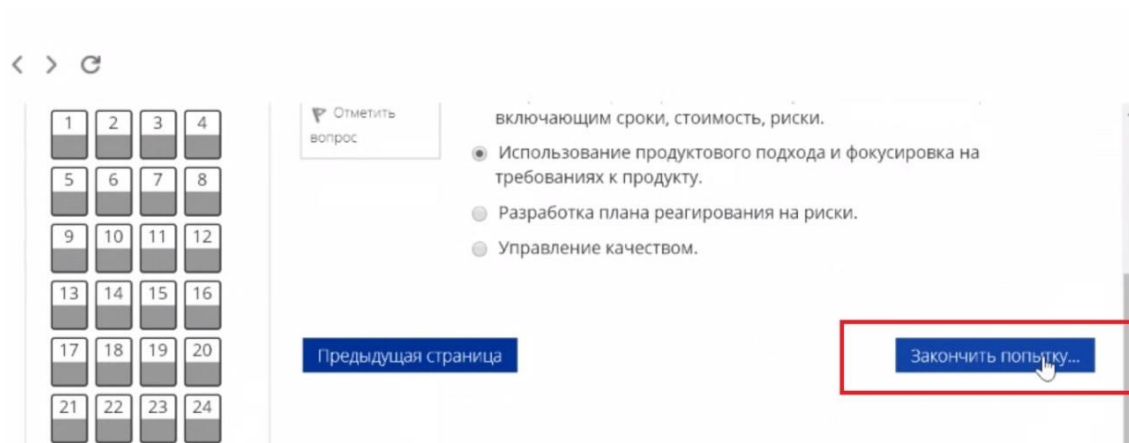 1 2 3 4
5 6 7 8
9 10 11 12
13 14 15 16
17 18 19 20
21 22 23 24
Отметить
вопрос
включающим сроки, стоимость, риски.
Использование продуктового подхода и фокусировка на
требованиях к продукту.
Разработка плана реагирования на риски.
Управление качеством.
Предыдущая страница
Закончить попытку...